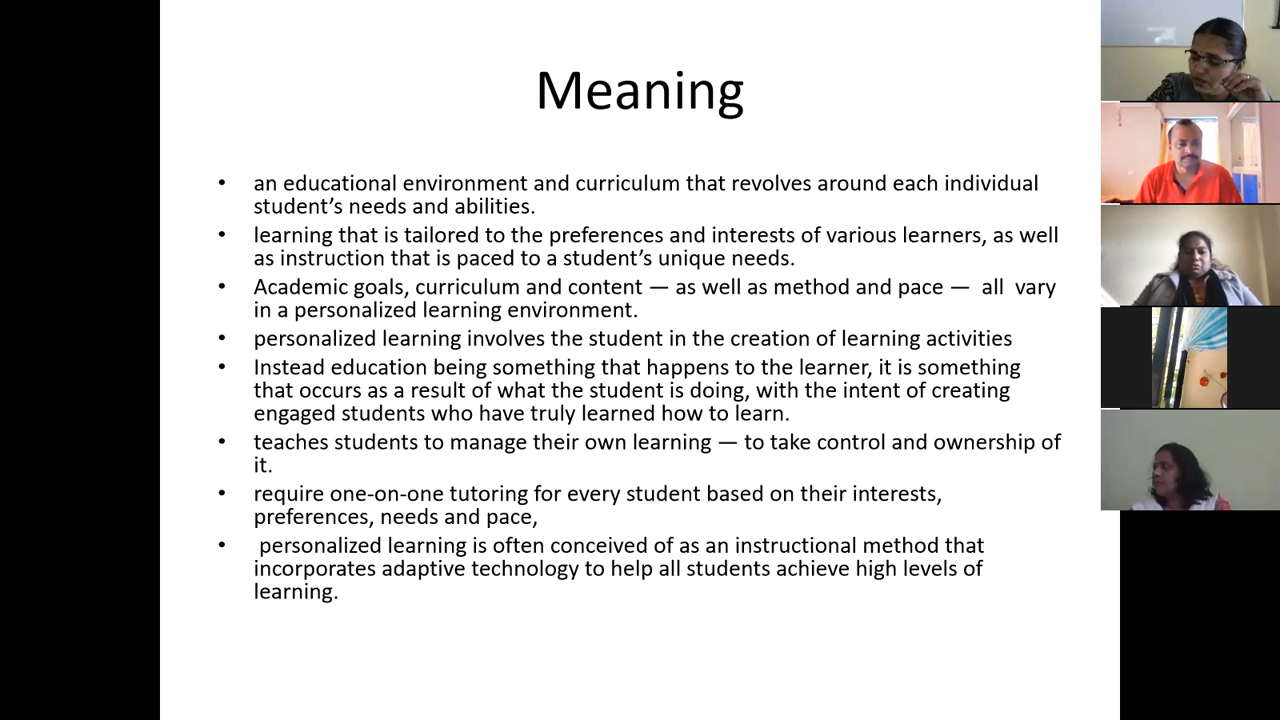 Meaning
• an educational environment and curriculum that revolves around each individual
student’s needs and abilities.
• learning that is tailored to the preferences and interests of various learners, as well
as instruction that is paced to a student’s unique needs.
• Academic goals, curriculum and content — as well as method and pace — all vary
in a personalized learning environment.
• personalized learning involves the student in the creation of learning activities
• Instead education being something that happens to the learner, it is something
that occurs as a result of what the student is doing, with the intent of creating
engaged students who have truly learned how to learn.
• teaches students to manage their own learning — to take control and ownership of
it.
• require one-on-one tutoring for every student based on their interests,
preferences, needs and pace,
• personalized learning is often conceived of as an instructional method that
incorporates adaptive technology to help all students achieve high levels of
learning.